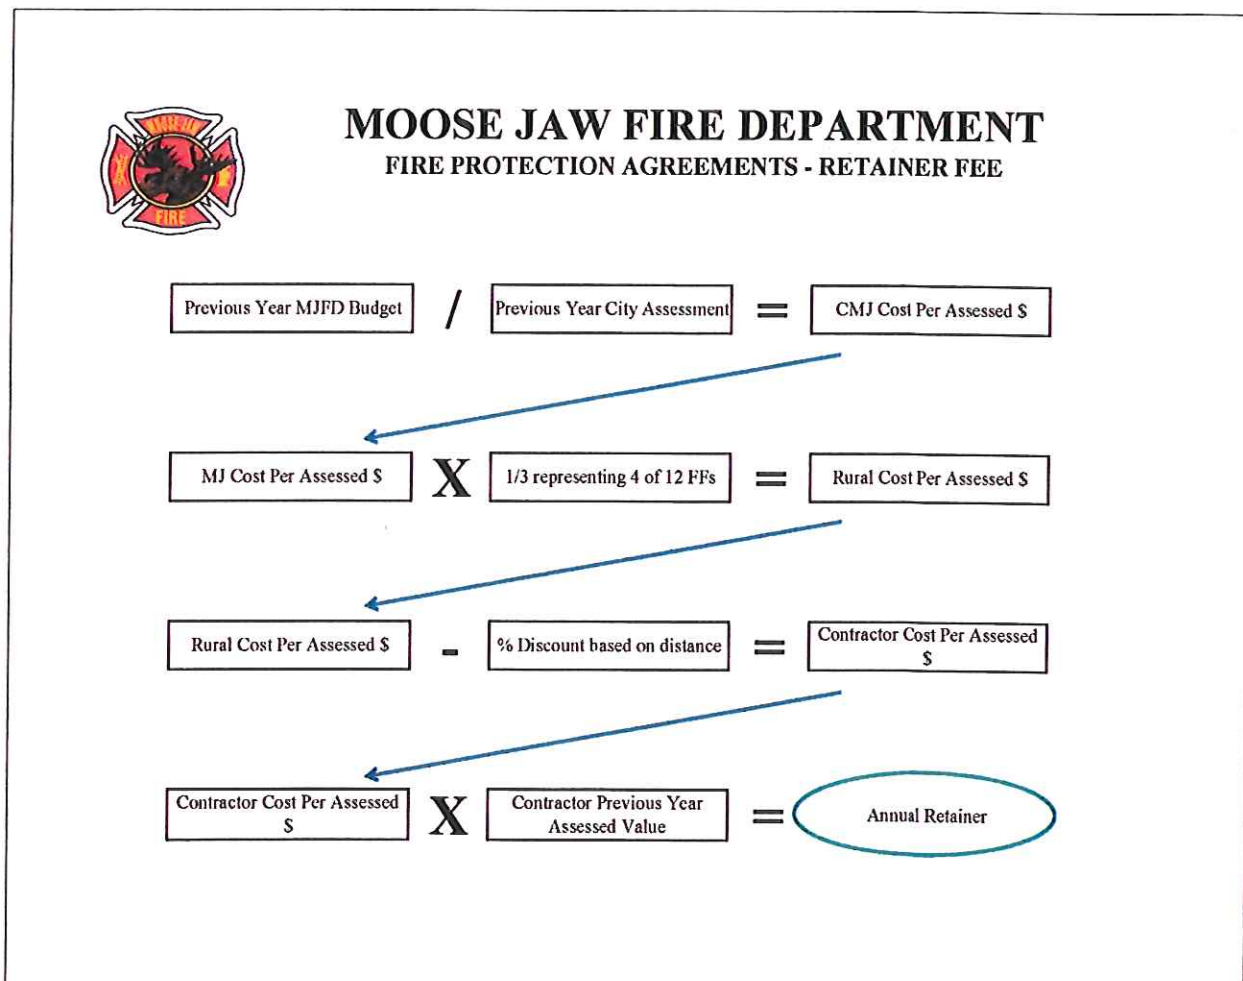 MOOSE JAW
FIRE
MOOSE JAW FIRE DEPARTMENT
FIRE PROTECTION AGREEMENTS - RETAINER FEE
Previous Year MJFD Budget / Previous Year City Assessment = CMJ Cost Per Assessed $
MJ Cost Per Assessed $ X 1/3 representing 4 of 12 FFs = Rural Cost Per Assessed $
Rural Cost Per Assessed $ - % Discount based on distance = Contractor Cost Per Assessed
$
Contractor Cost Per Assessed
$
X
Contractor Previous Year
Assessed Value
=
Annual Retainer